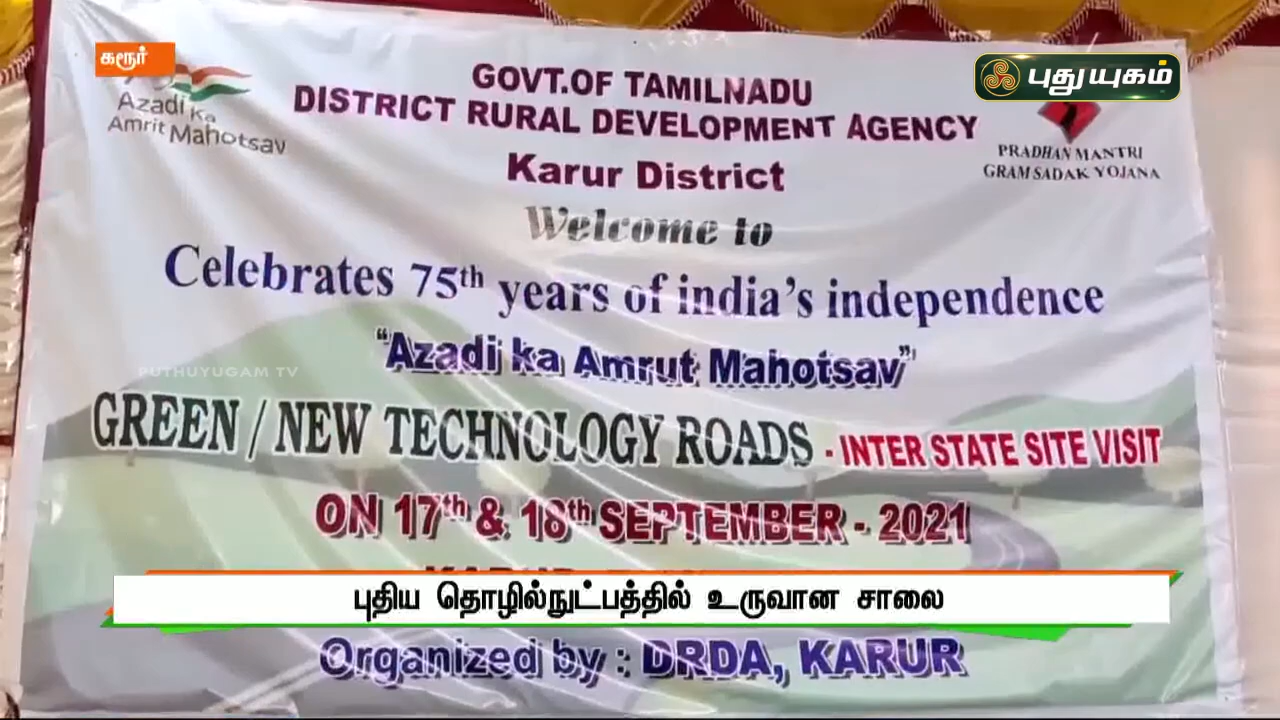 கரூர்
புதுயுகம்
Azadi ka
Amrit Mahotsav
GOVT.OF TAMILNADU
DISTRICT RURAL DEVELOPMENT AGENCY
PRADHAN MANTRI
GRAM SADAK YOJANA
Karur District
Welcome to
Celebrates 75th years of india's independence
"Azadi ka Amrut Mahotsav"
PUTHUYUGAM TV
GREEN / NEW TECHNOLOGY ROADS - INTER STATE SITE VISIT
ON 17th & 18th SEPTEMBER - 2021
புதிய தொழில்நுட்பத்தில் உருவான சாலை
Organized by : DRDA, KARUR